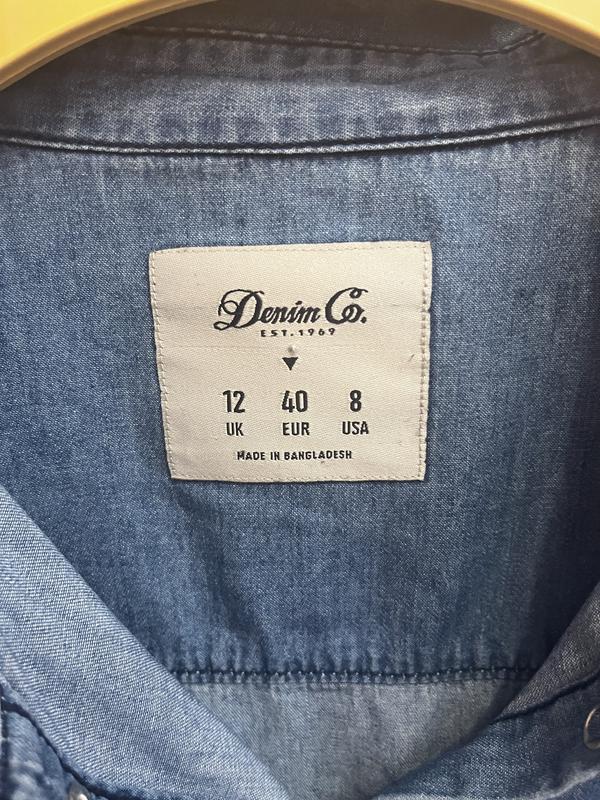 Denim Co.
EST. 1969
12 40 8
UK EUR USA
MADE IN BANGLADESH